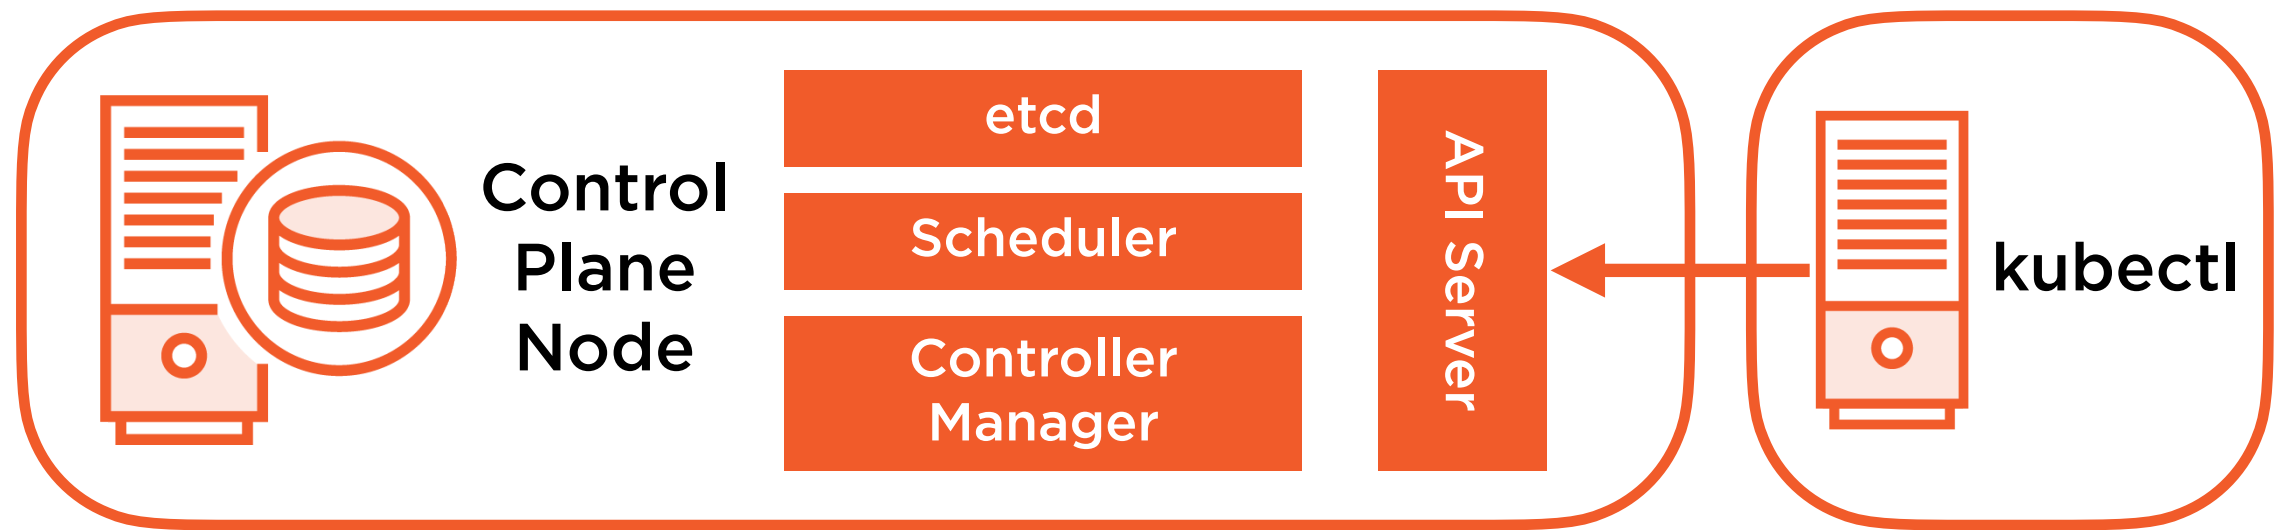 Control
Plane
Node
etcd
Scheduler
Controller
Manager
API Server
kubectl